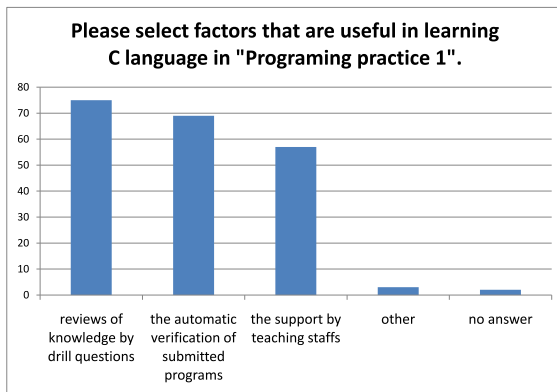 Please select factors that are useful in learning
C language in "Programing practice 1".
80
70
60
50
40
30
20
10
0
reviews of
knowledge by
drill questions
the automatic
verification of
submitted
programs
the support by
teaching staffs
other
no answer